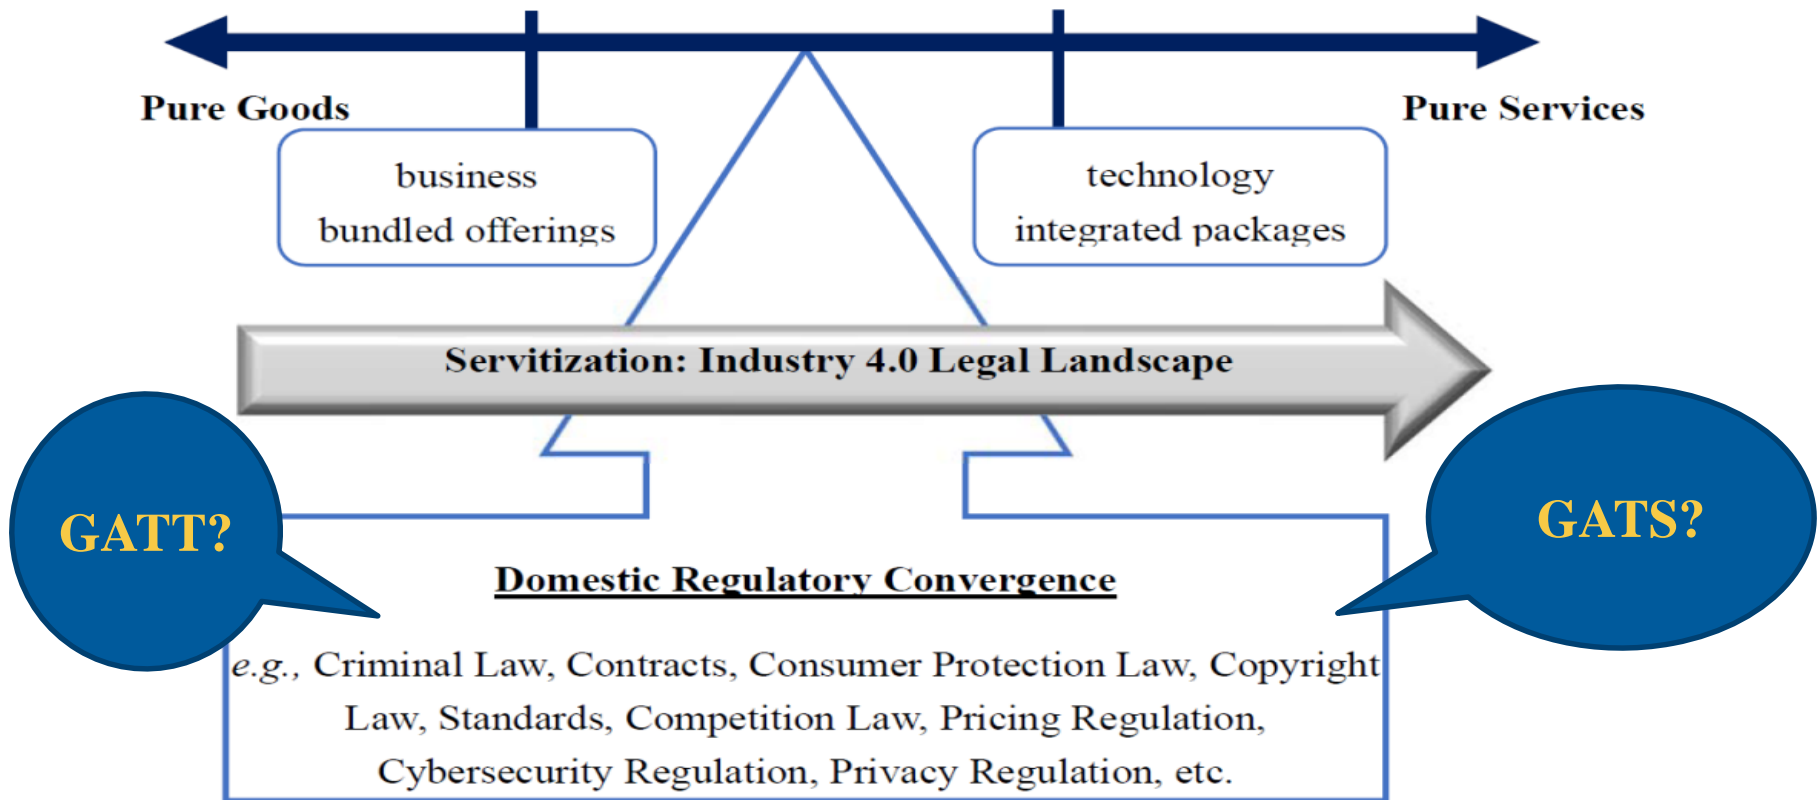 Pure Goods
Pure Services
business
bundled offerings
technology
integrated packages
Servitization: Industry 4.0 Legal Landscape
GATT?
GATS?
Domestic Regulatory Convergence
e.g., Criminal Law, Contracts, Consumer Protection Law, Copyright
Law, Standards, Competition Law, Pricing Regulation,
Cybersecurity Regulation, Privacy Regulation, etc.